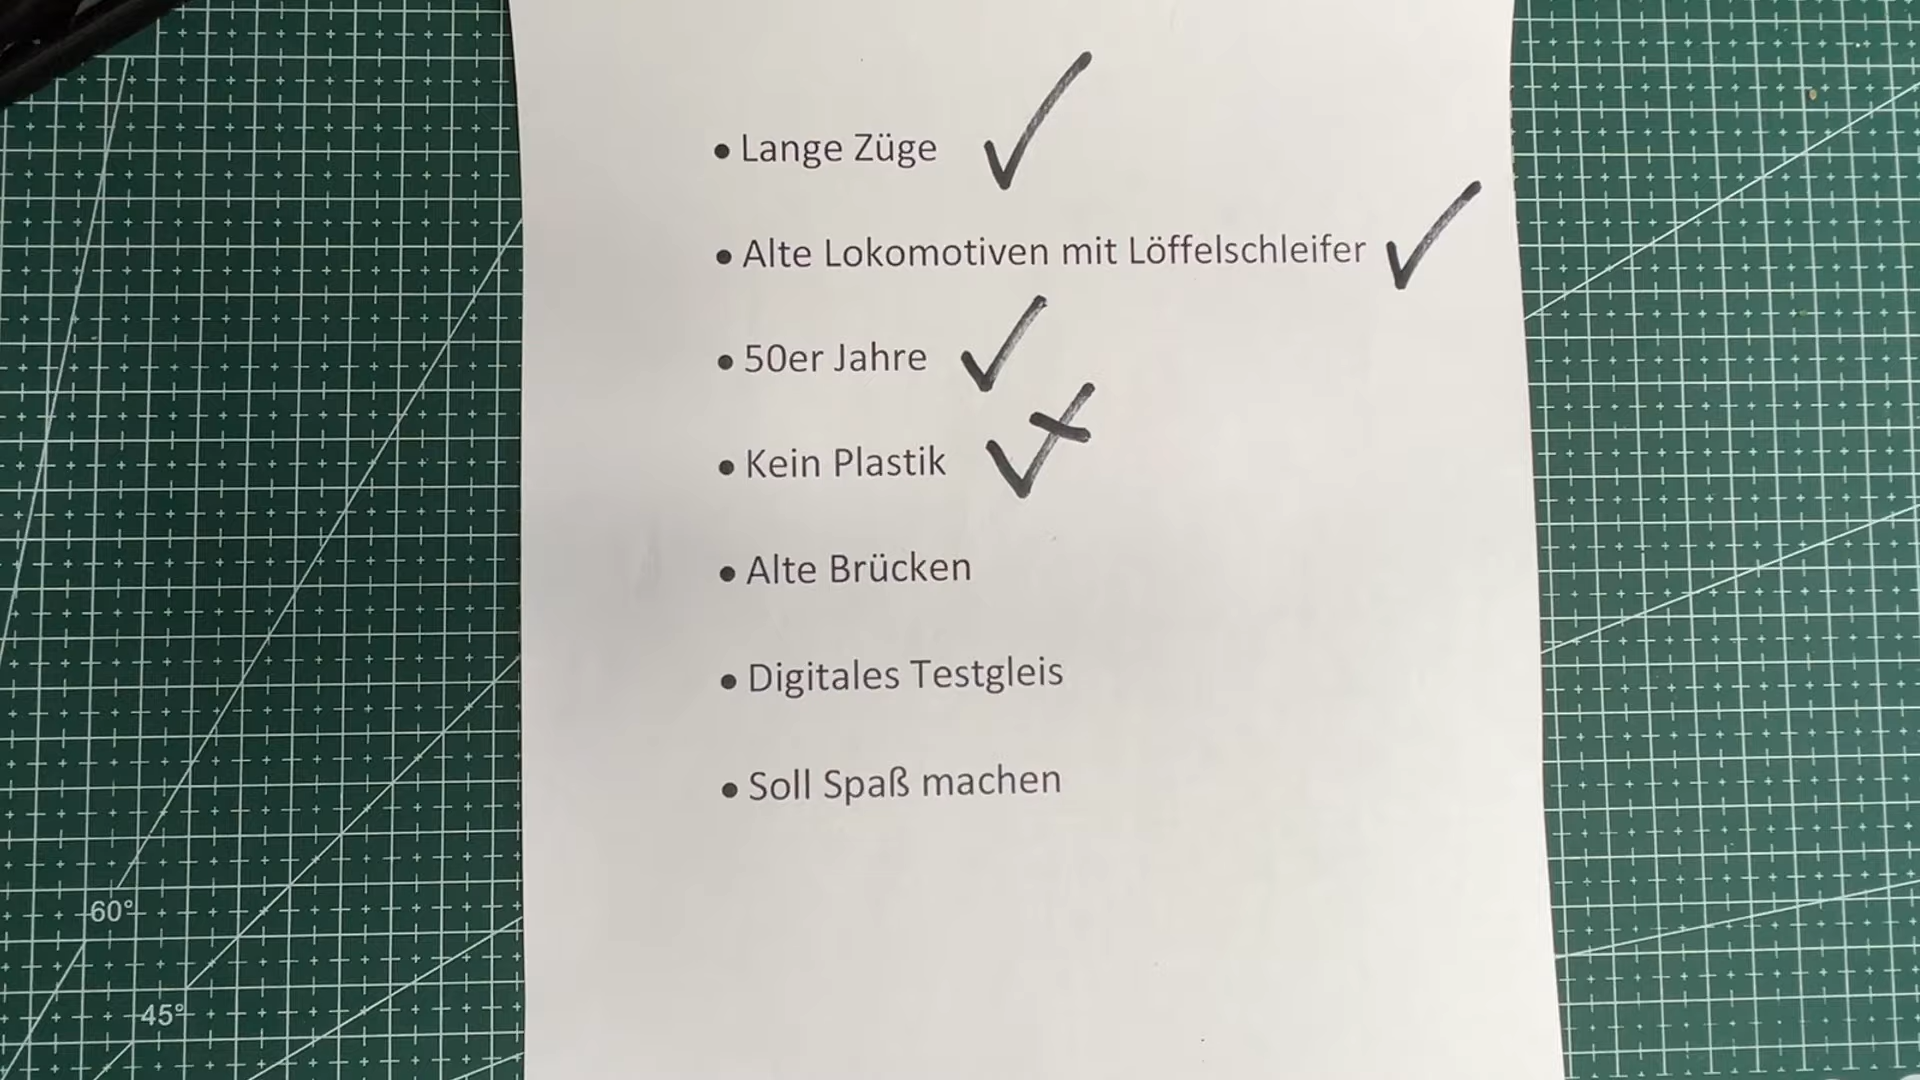 • Lange Züge
• Alte Lokomotiven mit Löffelschleifer
• 50er Jahre
• Kein Plastik
• Alte Brücken
• Digitales Testgleis
• Soll Spaß machen
60°
45°